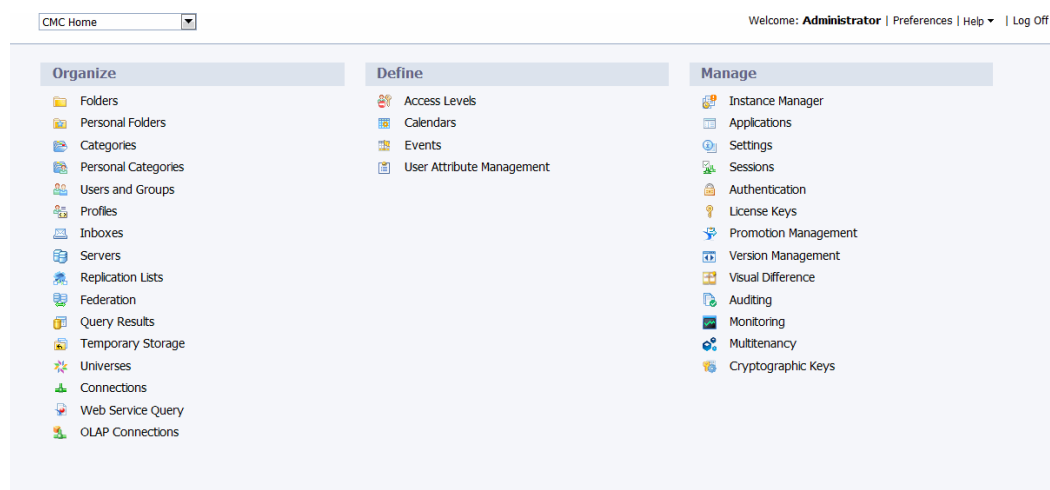 CMC Home
Welcome: Administrator | Preferences | Help | Log Off
Organize
Folders
Personal Folders
Categories
Personal Categories
Users and Groups
Profiles
Inboxes
Servers
Replication Lists
Federation
Query Results
Temporary Storage
Universes
Connections
Web Service Query
OLAP Connections
Define
Access Levels
Calendars
Events
User Attribute Management
Manage
Instance Manager
Applications
Settings
Sessions
Authentication
License Keys
Promotion Management
Version Management
Visual Difference
Auditing
Monitoring
Multitenancy
Cryptographic Keys